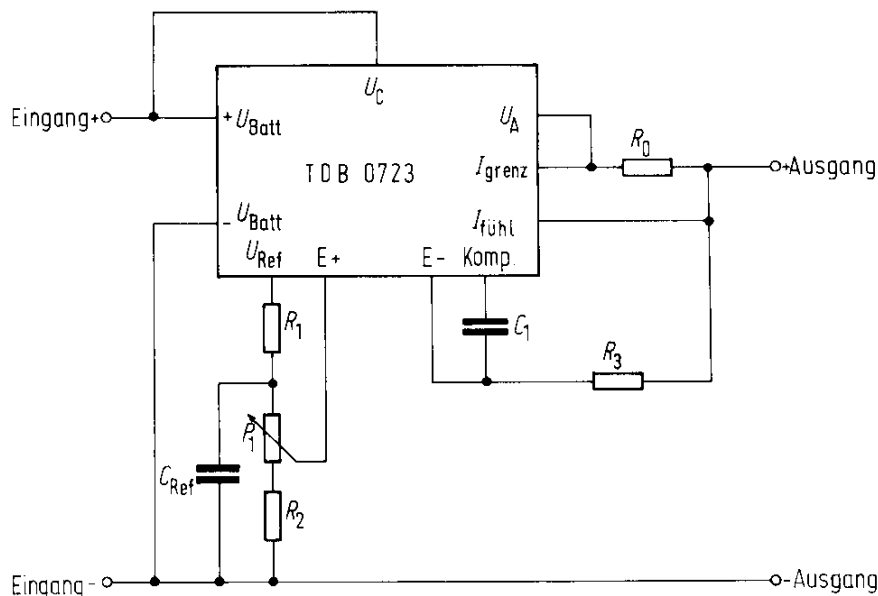 U_C
Eingang+
+U_Batt
U_A
R_0
TDB 0723
I_grenz
+Ausgang
-U_Batt
I_fühl
U_Ref
E+
E-
Komp.
R_1
C_1
R_3
P_1
C_Ref
R_2
Eingang-
-Ausgang